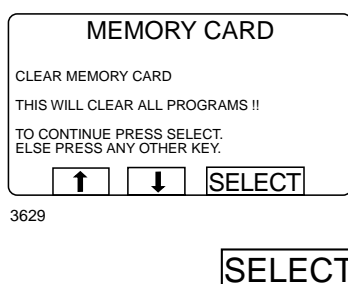 MEMORY CARD
CLEAR MEMORY CARD
THIS WILL CLEAR ALL PROGRAMS !!
TO CONTINUE PRESS SELECT.
ELSE PRESS ANY OTHER KEY.
SELECT
3629
SELECT